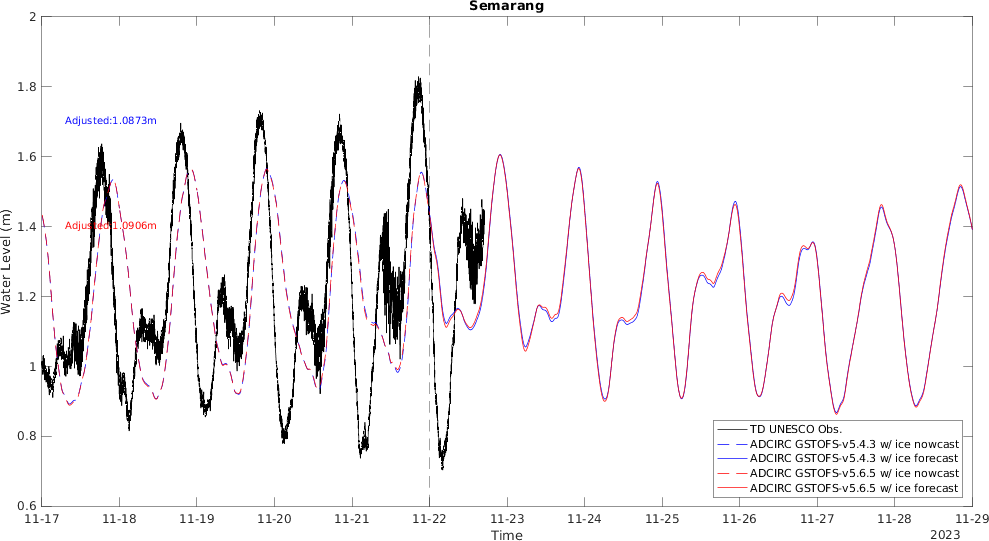 Semarang
2
1.8
1.6
1.4
1.2
1
0.8
0.6
Water Level (m)
Adjusted:1.0873m
Adjusted:1.0906m
TD UNESCO Obs.
ADCIRC GSTOFS-v5.4.3 w/ ice nowcast
ADCIRC GSTOFS-v5.4.3 w/ ice forecast
ADCIRC GSTOFS-v5.6.5 w/ ice nowcast
ADCIRC GSTOFS-v5.6.5 w/ ice forecast
11-17 11-18 11-19 11-20 11-21 11-22 11-23 11-24 11-25 11-26 11-27 11-28 11-29
Time
2023